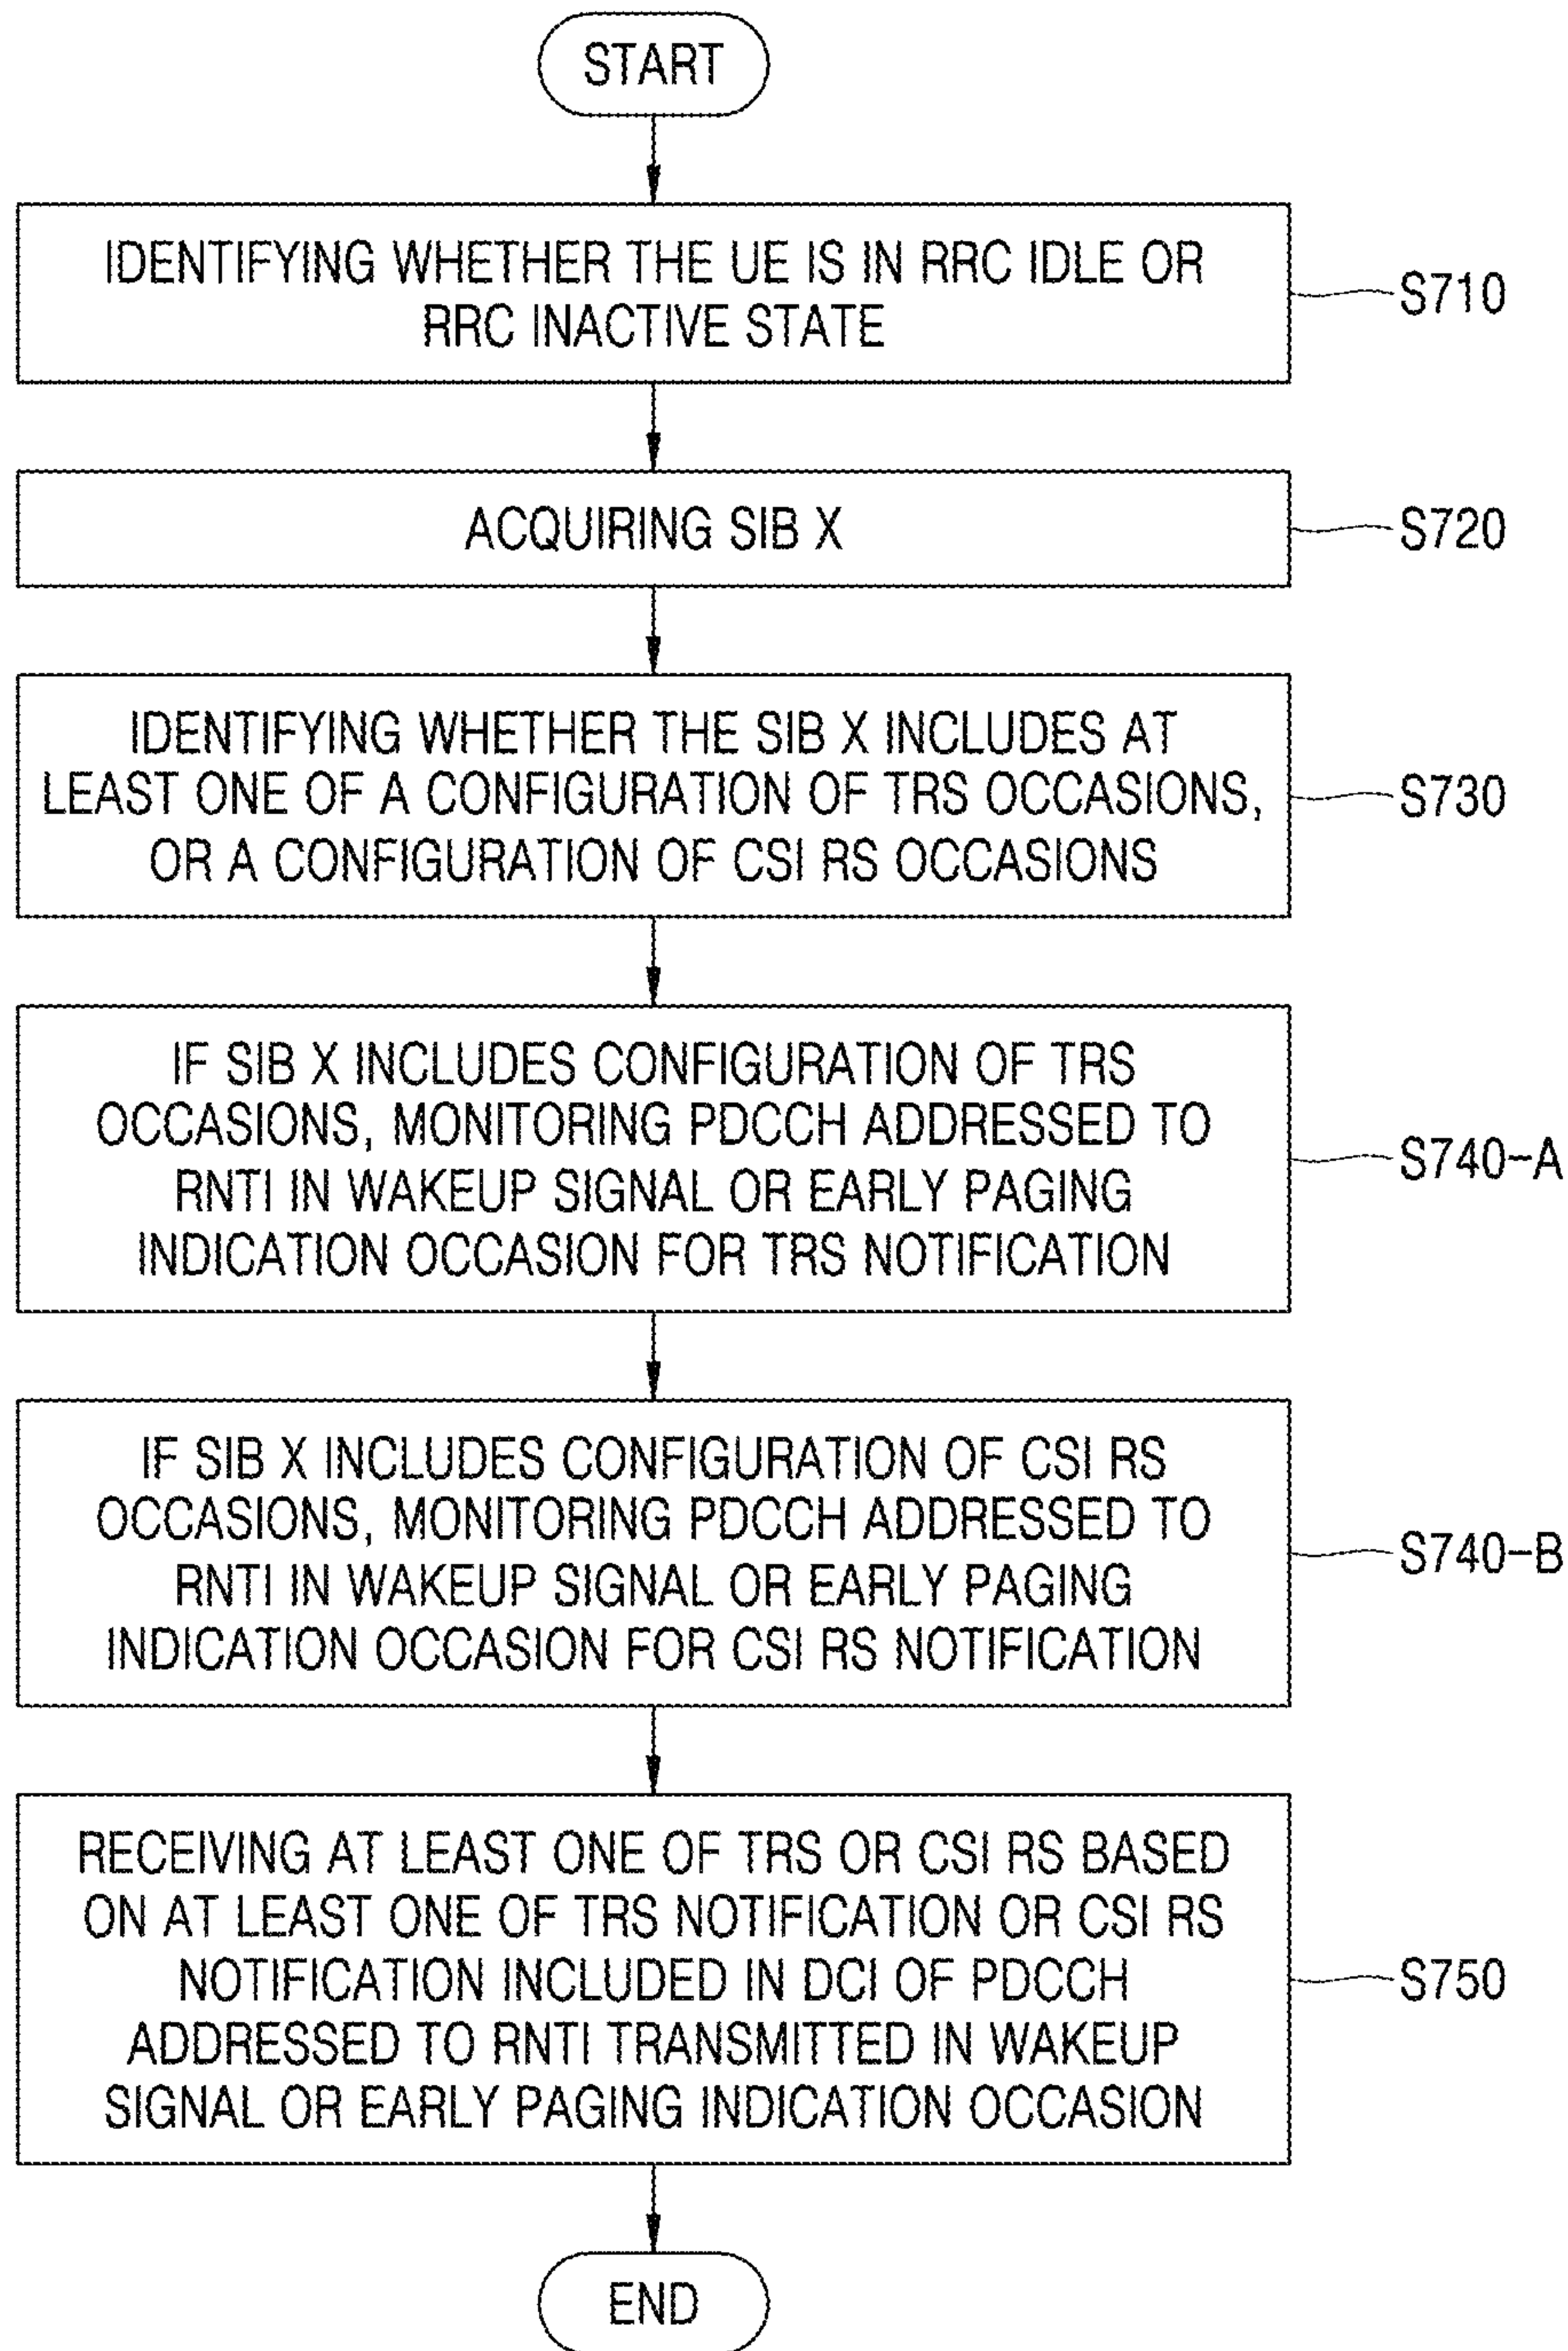 START
IDENTIFYING WHETHER THE UE IS IN RRC IDLE OR
RRC INACTIVE STATE
S710
ACQUIRING SIB X
S720
IDENTIFYING WHETHER THE SIB X INCLUDES AT
LEAST ONE OF A CONFIGURATION OF TRS OCCASIONS,
OR A CONFIGURATION OF CSI RS OCCASIONS
S730
IF SIB X INCLUDES CONFIGURATION OF TRS
OCCASIONS, MONITORING PDCCH ADDRESSED TO
RNTI IN WAKEUP SIGNAL OR EARLY PAGING
INDICATION OCCASION FOR TRS NOTIFICATION
S740-A
IF SIB X INCLUDES CONFIGURATION OF CSI RS
OCCASIONS, MONITORING PDCCH ADDRESSED TO
RNTI IN WAKEUP SIGNAL OR EARLY PAGING
INDICATION OCCASION FOR CSI RS NOTIFICATION
S740-B
RECEIVING AT LEAST ONE OF TRS OR CSI RS BASED
ON AT LEAST ONE OF TRS NOTIFICATION OR CSI RS
NOTIFICATION INCLUDED IN DCI OF PDCCH
ADDRESSED TO RNTI TRANSMITTED IN WAKEUP
SIGNAL OR EARLY PAGING INDICATION OCCASION
S750
END